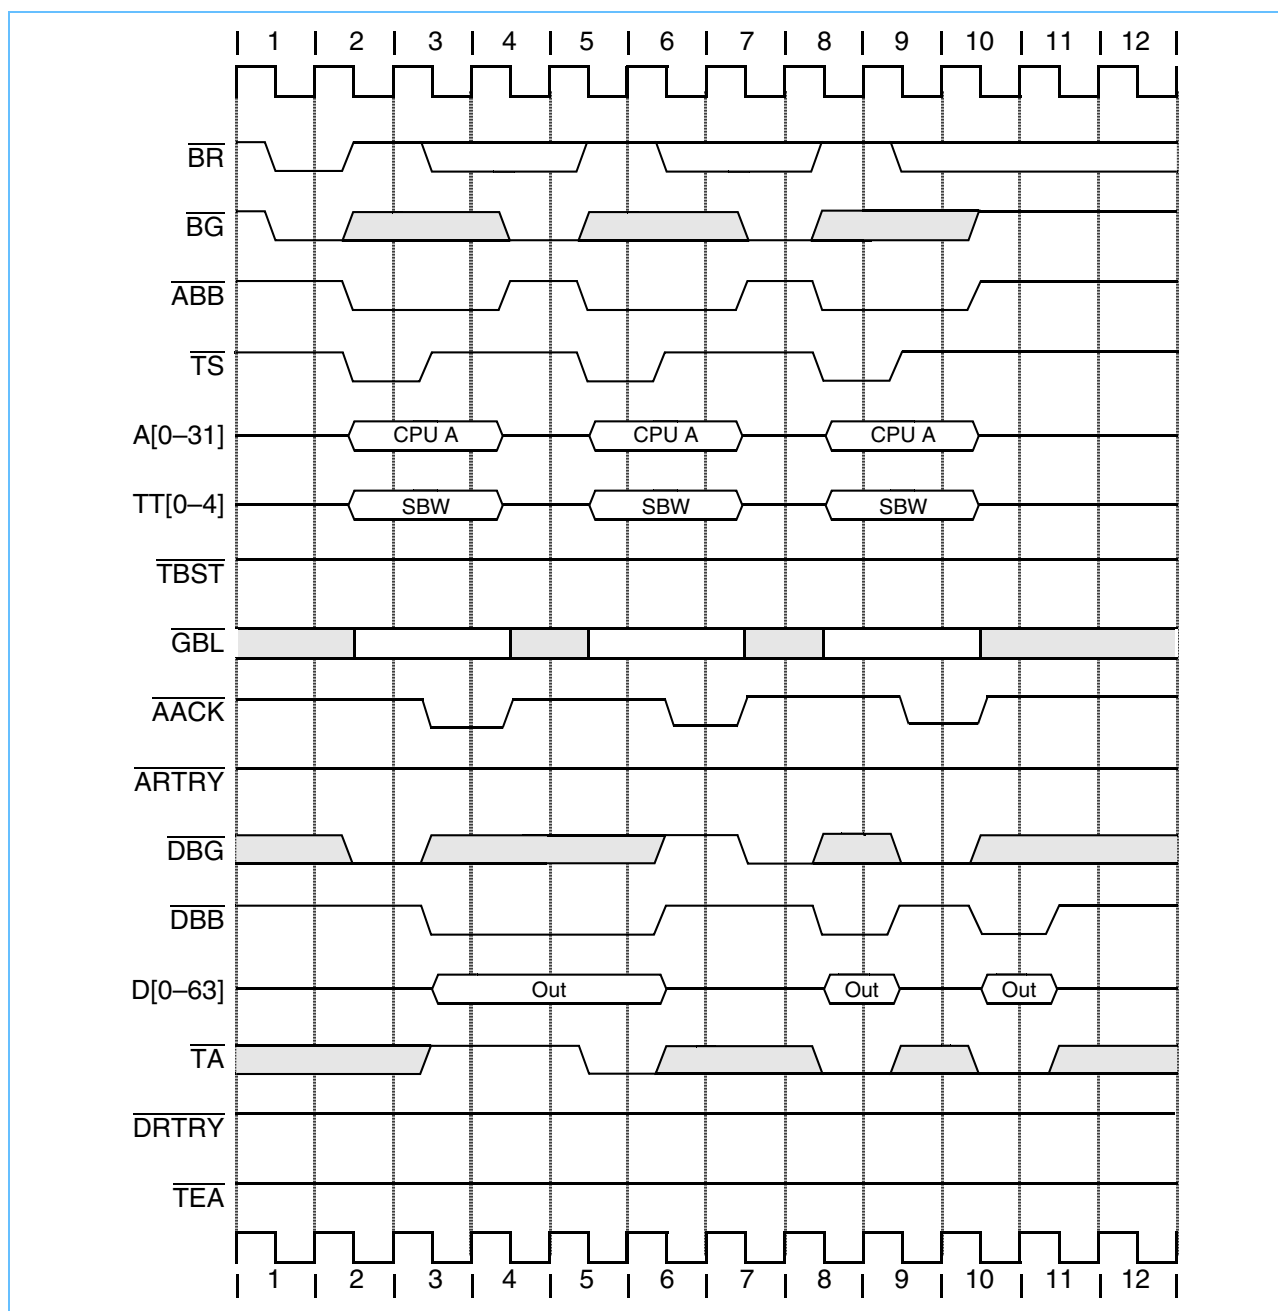 1 2 3 4 5 6 7 8 9 10 11 12
BR
BG
ABB
TS
A[0–31] CPU A CPU A CPU A
TT[0–4] SBW SBW SBW
TBST
GBL
AACK
ARTRY
DBG
DBB
D[0–63] Out Out Out
TA
DRTRY
TEA
1 2 3 4 5 6 7 8 9 10 11 12